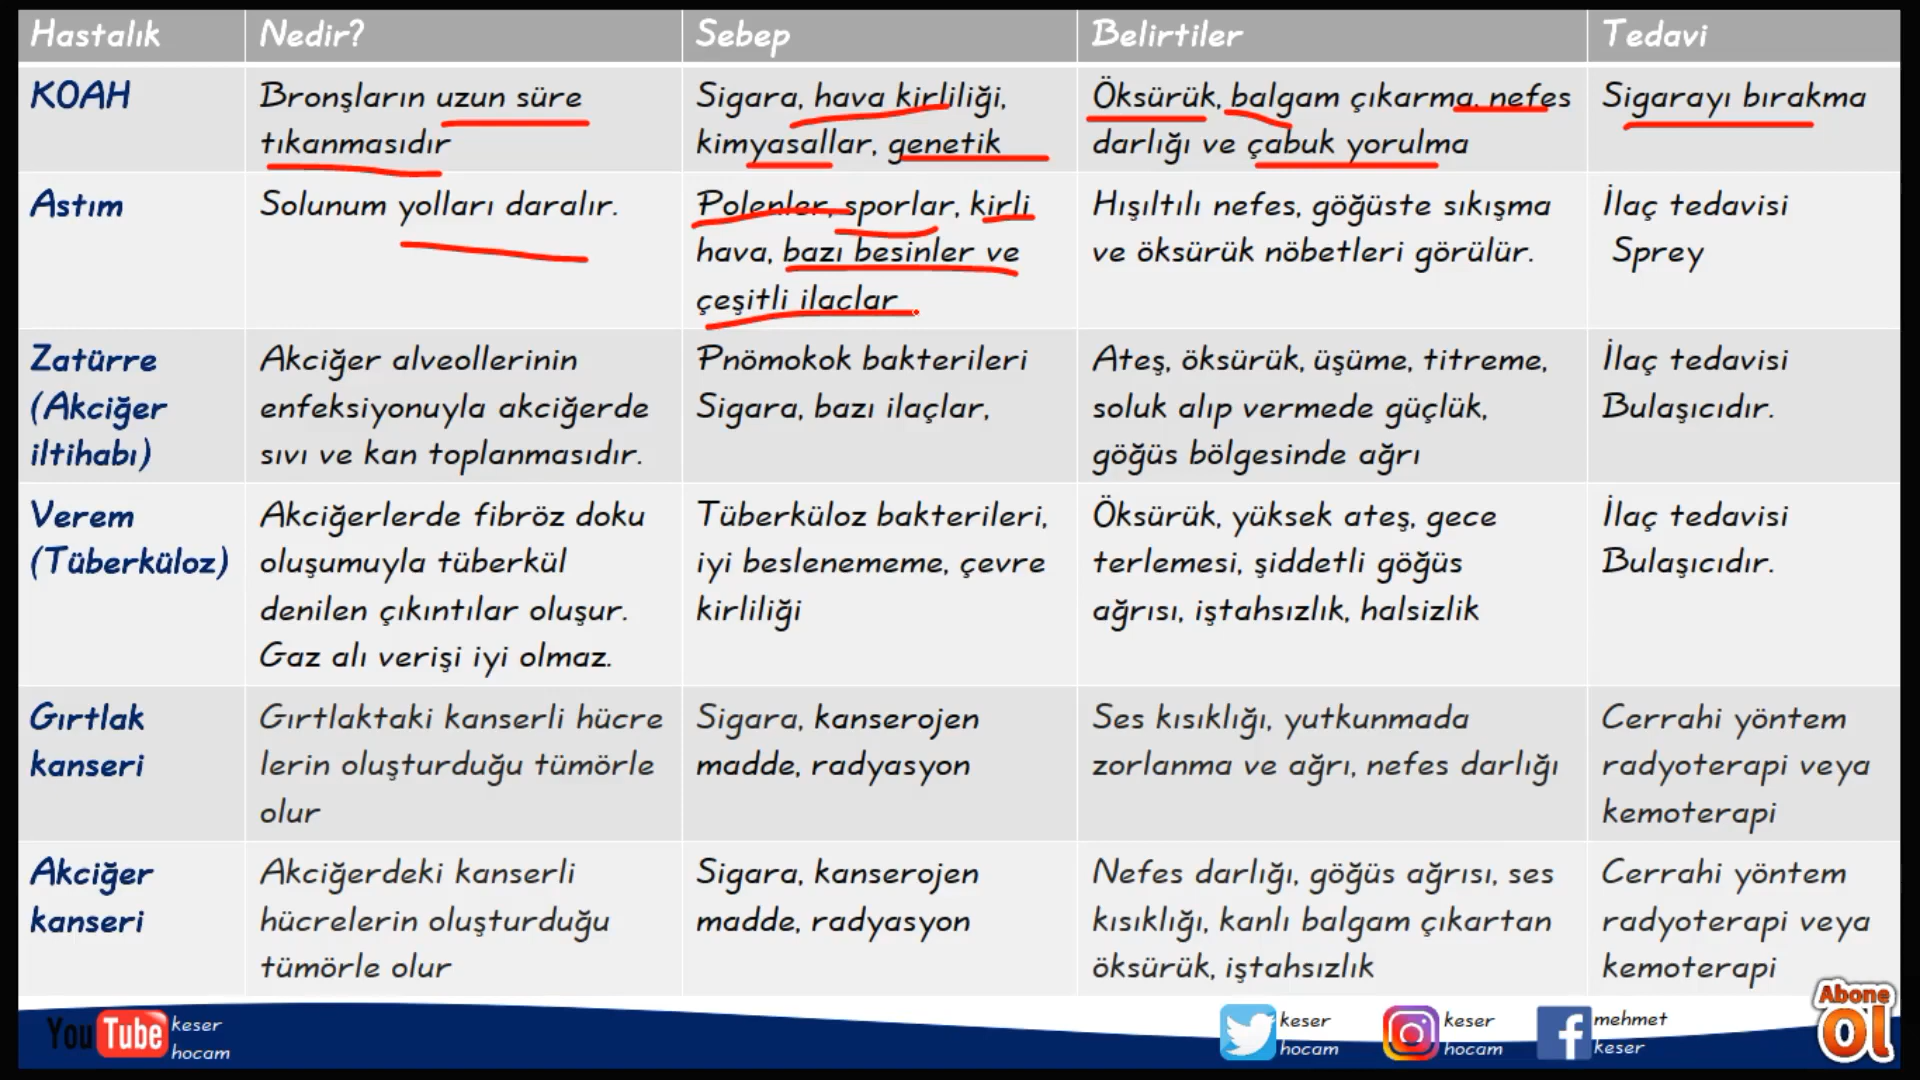 Hastalık Nedir? Sebep Belirtiler Tedavi
KOAH
Bronşların uzun süre
tıkanmasıdır
Sigara, hava kirliliği,
kimyasallar, genetik
Öksürük, balgam çıkarma, nefes
darlığı ve çabuk yorulma
Sigarayı bırakma
Astım
Solunum yolları daralır.
Polenler, sporlar, kirli
hava, bazı besinler ve
çeşitli ilaçlar
Hışıltılı nefes, göğüste sıkışma
ve öksürük nöbetleri görülür.
İlaç tedavisi
Sprey
Zatürre
(Akciğer
iltihabı)
Akciğer alveollerinin
enfeksiyonuyla akciğerde
sıvı ve kan toplanmasıdır.
Pnömokok bakterileri
Sigara, bazı ilaçlar,
Ateş, öksürük, üşüme, titreme,
soluk alıp vermede güçlük,
göğüs bölgesinde ağrı
İlaç tedavisi
Bulaşıcıdır.
Verem
(Tüberküloz)
Akciğerlerde fibröz doku
oluşumuyla tüberkül
denilen çıkıntılar oluşur.
Gaz alı verişi iyi olmaz.
Tüberküloz bakterileri,
iyi beslenememe, çevre
kirliliği
Öksürük, yüksek ateş, gece
terlemesi, şiddetli göğüs
ağrısı, iştahsızlık, halsizlik
İlaç tedavisi
Bulaşıcıdır.
Gırtlak
kanseri
Gırtlaktaki kanserli hücre
lerin oluşturduğu tümörle
olur
Sigara, kanserojen
madde, radyasyon
Ses kısıklığı, yutkunmada
zorlanma ve ağrı, nefes darlığı
Cerrahi yöntem
radyoterapi veya
kemoterapi
Akciğer
kanseri
Akciğerdeki kanserli
hücrelerin oluşturduğu
tümörle olur
Sigara, kanserojen
madde, radyasyon
Nefes darlığı, göğüs ağrısı, ses
kısıklığı, kanlı balgam çıkartan
öksürük, iştahsızlık
Cerrahi yöntem
radyoterapi veya
kemoterapi
YouTube
keser
hocam
keser
hocam
keser
hocam
mehmet
keser
Abone
Ol